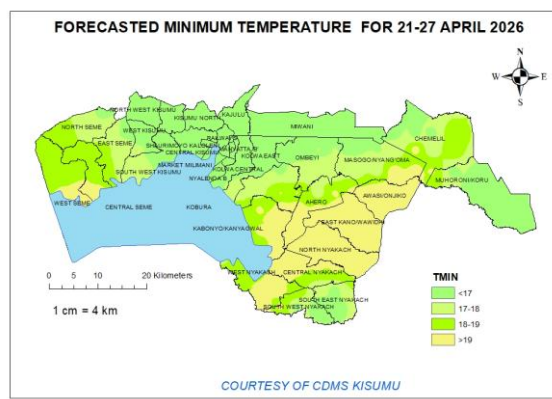 FORECASTED MINIMUM TEMPERATURE FOR 21-27 APRIL 2026
N
W E
S
NORTH WEST KISUMU
KAJULU
KISUMU NORTH
NORTH SEME
WEST KISUMU
MIWANI
CHEMELIL
EAST SEME
SHAURIMOYO KALOLENI
CENTRAL KISUMU
KOLWA EAST
OMBEYI
MASOGO/NYANG'OMA
MARKET MILIMANI
SOUTH WEST KISUMU
KOLWA CENTRAL
NYALENDA B
MUHORONI/KORU
AWASI/ONJIKO
WEST SEME
CENTRAL SEME
KOBURA
AHERO
EAST KANO/WAWIDHI
KABONYO/KANYAGWAL
NORTH NYAKACH
WEST NYAKACH
CENTRAL NYAKACH
SOUTH EAST NYAKACH
SOUTH WEST NYAKACH
0 5 10 20 Kilometers
1 cm = 4 km
TMIN
<17
17-18
18-19
>19
COURTESY OF CDMS KISUMU